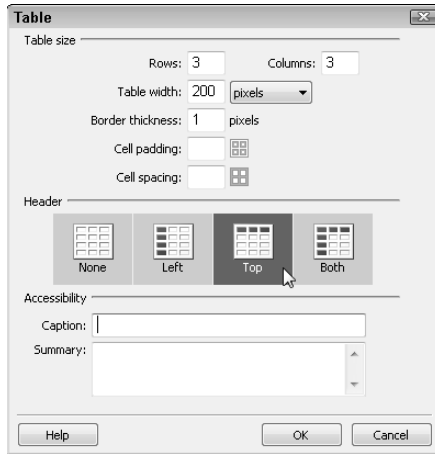 Table
Table size
Rows: 3 Columns: 3
Table width: 200 pixels
Border thickness: 1 pixels
Cell padding:
Cell spacing:
Header
None Left Top Both
Accessibility
Caption:
Summary:
Help OK Cancel